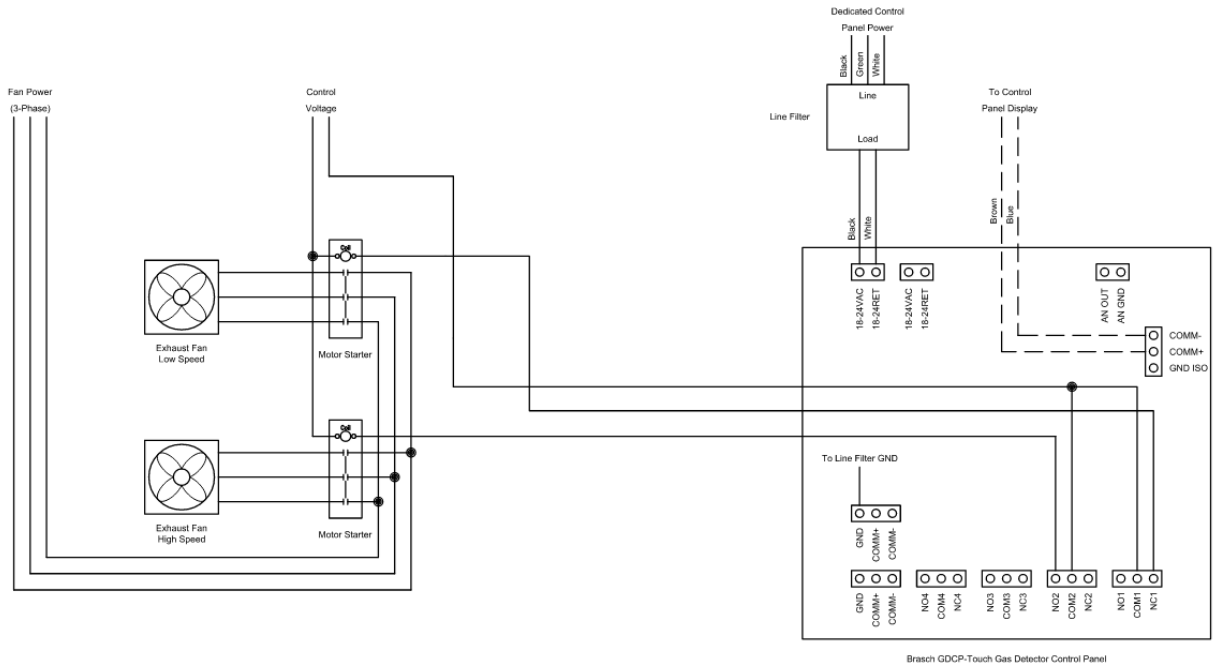 Dedicated Control
Panel Power
Black
Green
White
Line
Line Filter
Load
Black
White
Fan Power
(3-Phase)
Control
Voltage
To Control
Panel Display
Brown
Blue
Coil
Exhaust Fan
Low Speed
Motor Starter
18-24VAC
18-24RET
18-24VAC
18-24RET
AN OUT
AN GND
COMM-
COMM+
GND ISO
Coil
Exhaust Fan
High Speed
Motor Starter
To Line Filter GND
GND
COMM+
COMM-
GND
COMM+
COMM-
NO4
COM4
NC4
NO3
COM3
NC3
NO2
COM2
NC2
NO1
COM1
NC1
Brasch GDCP-Touch Gas Detector Control Panel